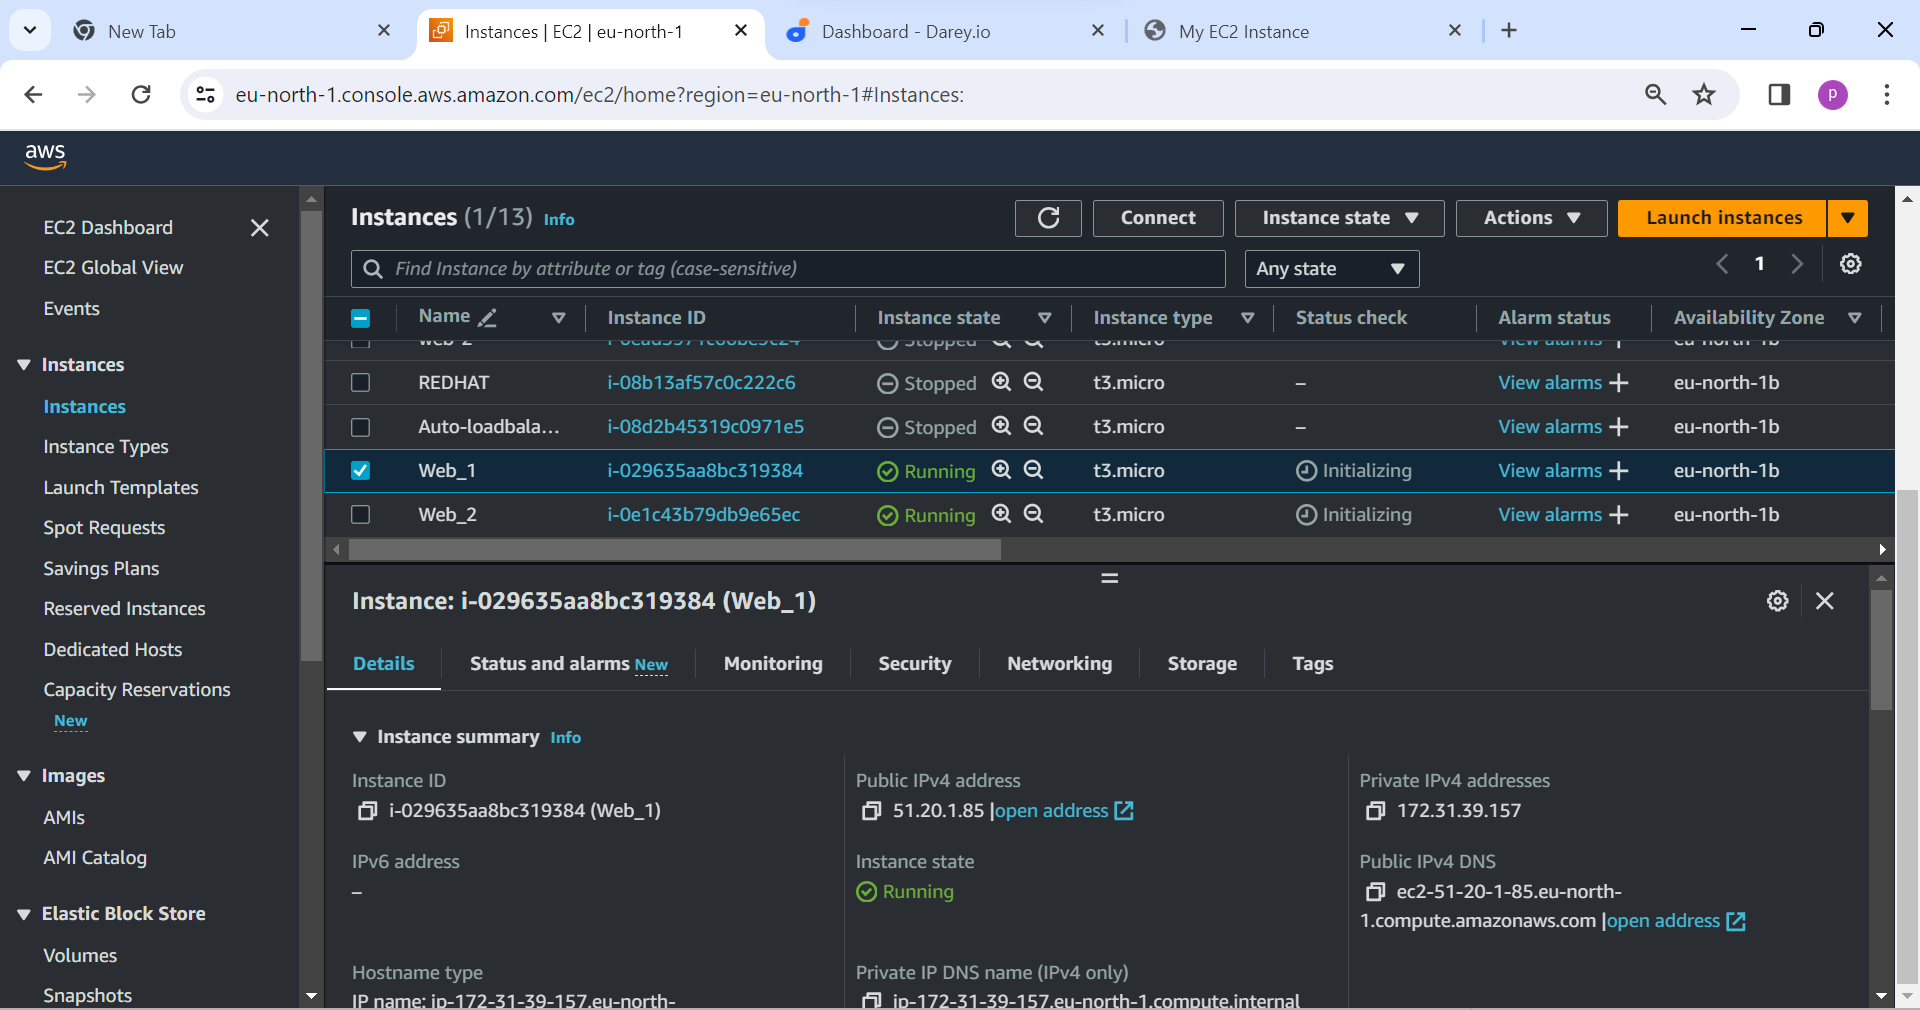 New Tab
Instances | EC2 | eu-north-1
Dashboard - Darey.io
My EC2 Instance
eu-north-1.console.aws.amazon.com/ec2/home?region=eu-north-1#Instances:
p
aws
EC2 Dashboard
EC2 Global View
Events
Instances
Instances
Instance Types
Launch Templates
Spot Requests
Savings Plans
Reserved Instances
Dedicated Hosts
Capacity Reservations
New
Images
AMIs
AMI Catalog
Elastic Block Store
Volumes
Snapshots
Instances (1/13) Info
Connect
Instance state
Actions
Launch instances
Find Instance by attribute or tag (case-sensitive)
Any state
1
Name Instance ID Instance state Instance type Status check Alarm status Availability Zone
web-2 Stopped t3.micro View alarms + eu-north-1b
REDHAT i-08b13af57c0c222c6 Stopped t3.micro – View alarms + eu-north-1b
Auto-loadbala... i-08d2b45319c0971e5 Stopped t3.micro – View alarms + eu-north-1b
Web_1 i-029635aa8bc319384 Running t3.micro Initializing View alarms + eu-north-1b
Web_2 i-0e1c43b79db9e65ec Running t3.micro Initializing View alarms + eu-north-1b
Instance: i-029635aa8bc319384 (Web_1)
Details
Status and alarms New
Monitoring
Security
Networking
Storage
Tags
Instance summary Info
Instance ID
i-029635aa8bc319384 (Web_1)
Public IPv4 address
51.20.1.85 |open address
Private IPv4 addresses
172.31.39.157
IPv6 address
–
Instance state
Running
Public IPv4 DNS
ec2-51-20-1-85.eu-north-
1.compute.amazonaws.com |open address
Hostname type
IP name: ip-172-31-39-157.eu-north-
Private IP DNS name (IPv4 only)
ip-172-31-39-157.eu-north-1.compute.internal